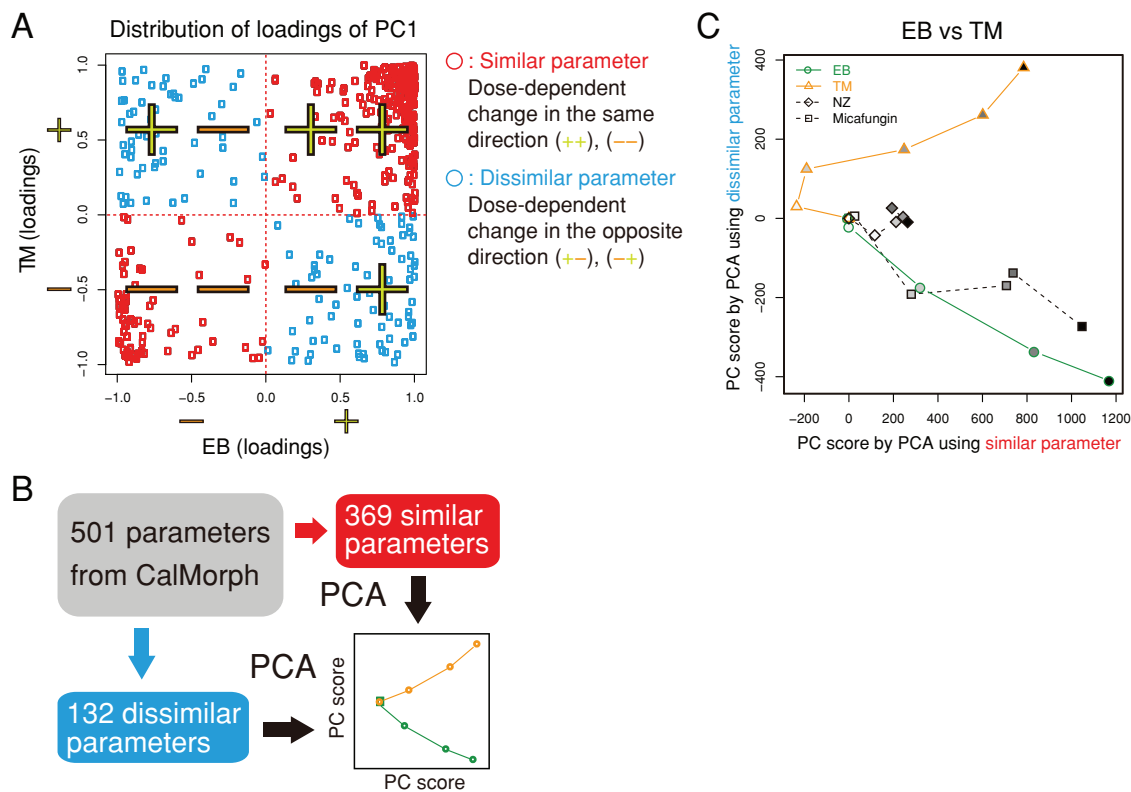 A
Distribution of loadings of PC1
TM (loadings)
1.0
0.5
0.0
−0.5
−1.0
−1.0
−0.5
0.0
0.5
1.0
EB (loadings)
: Similar parameter
Dose-dependent
change in the same
direction (++), (−−)
: Dissimilar parameter
Dose-dependent
change in the opposite
direction (+−), (−+)
C
EB vs TM
PC score by PCA using dissimilar parameter
400
200
0
−200
−400
EB
TM
NZ
Micafungin
−200
0
200
400
600
800
1000
1200
PC score by PCA using similar parameter
B
501 parameters
from CalMorph
369 similar
parameters
PCA
132 dissimilar
parameters
PCA
PC score
PC score